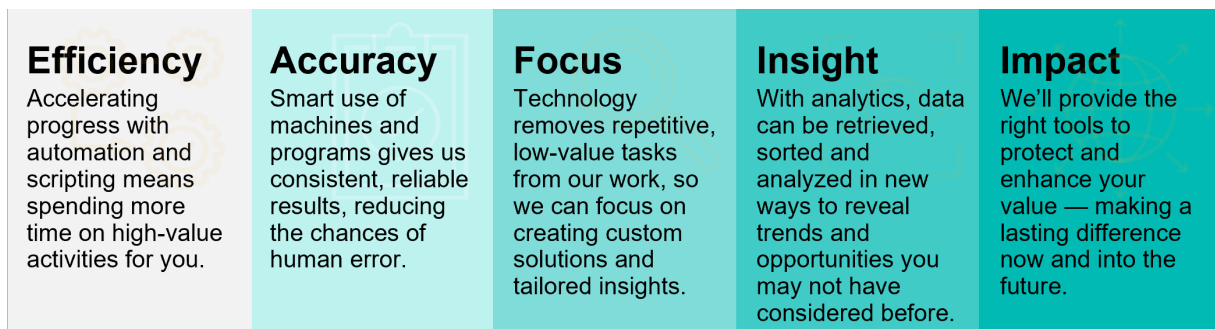 Efficiency
Accelerating
progress with
automation and
scripting means
spending more
time on high-value
activities for you.
Accuracy
Smart use of
machines and
programs gives us
consistent, reliable
results, reducing
the chances of
human error.
Focus
Technology
removes repetitive,
low-value tasks
from our work, so
we can focus on
creating custom
solutions and
tailored insights.
Insight
With analytics, data
can be retrieved,
sorted and
analyzed in new
ways to reveal
trends and
opportunities you
may not have
considered before.
Impact
We’ll provide the
right tools to
protect and
enhance your
value — making a
lasting difference
now and into the
future.